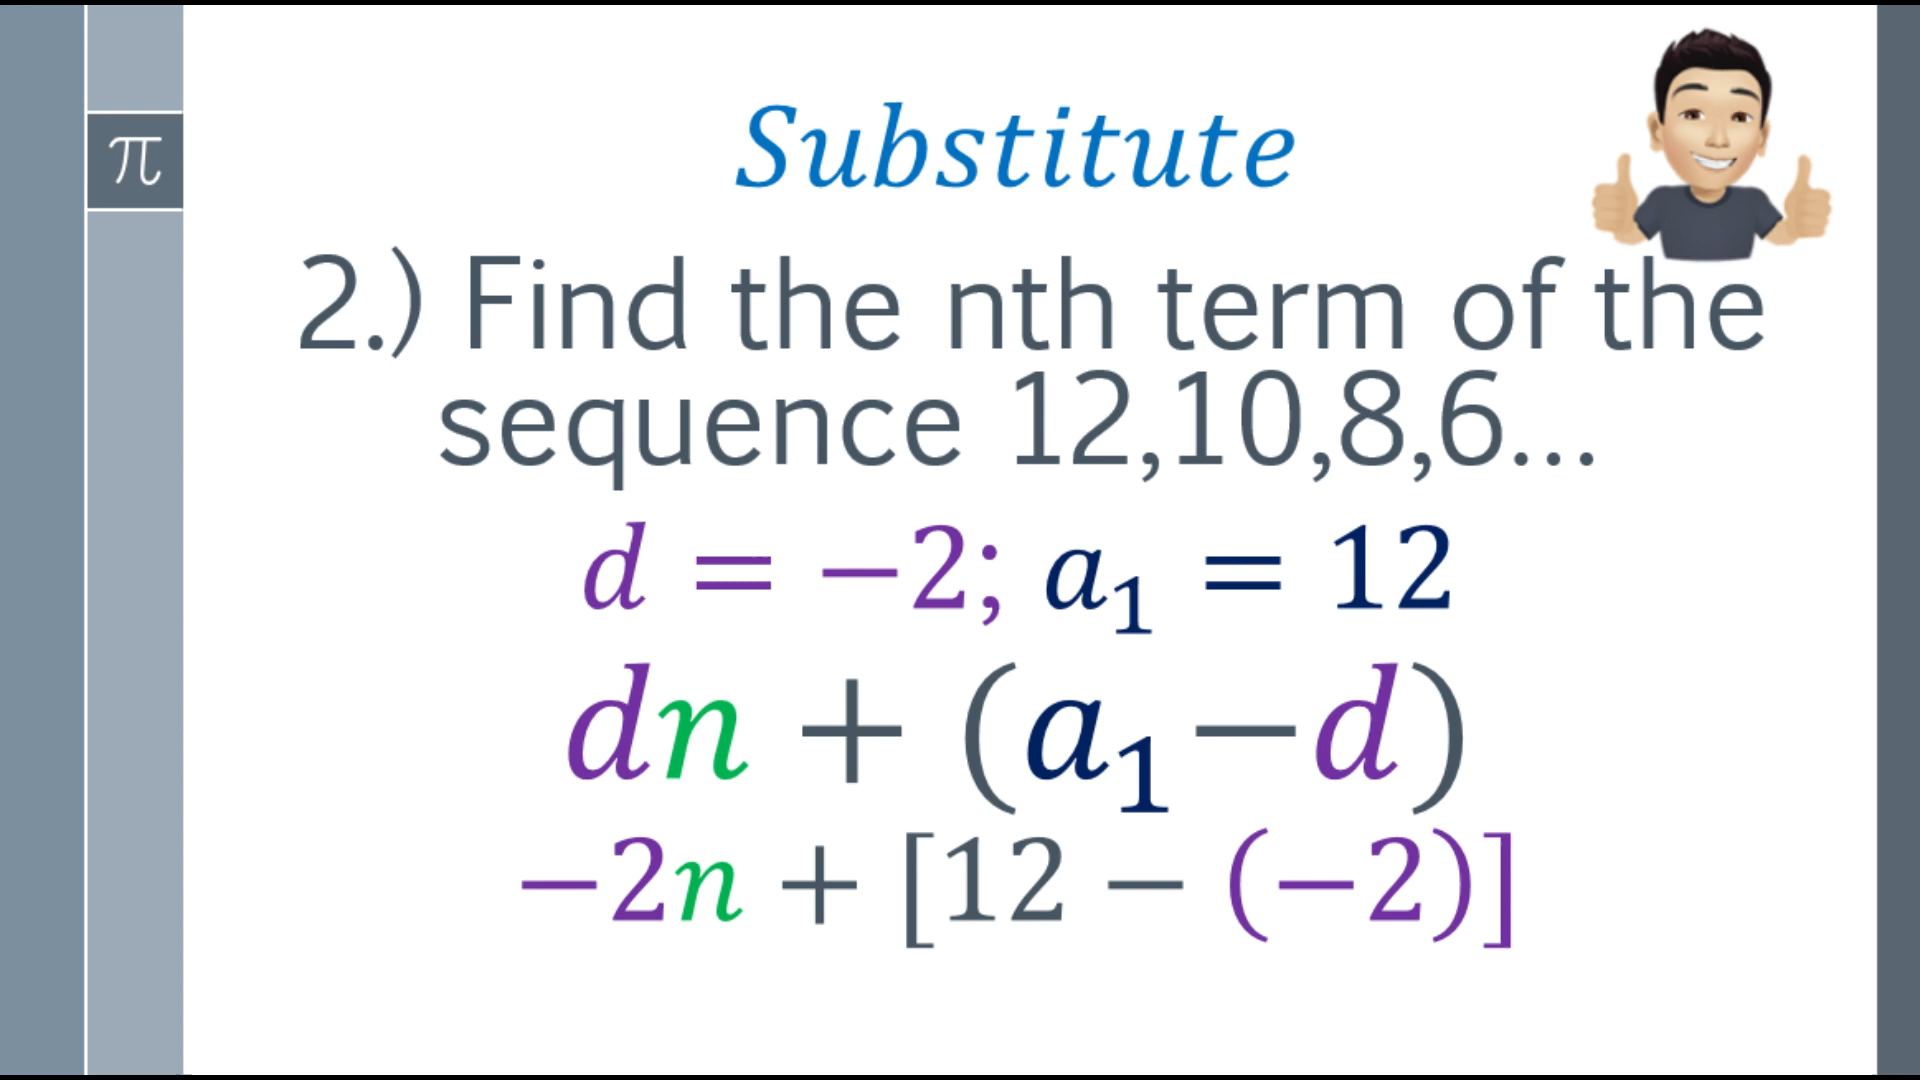 π
Substitute
2.) Find the nth term of the
sequence 12,10,8,6...
d = −2; a₁ = 12
dn + (a₁−d)
−2n + [12 − (−2)]